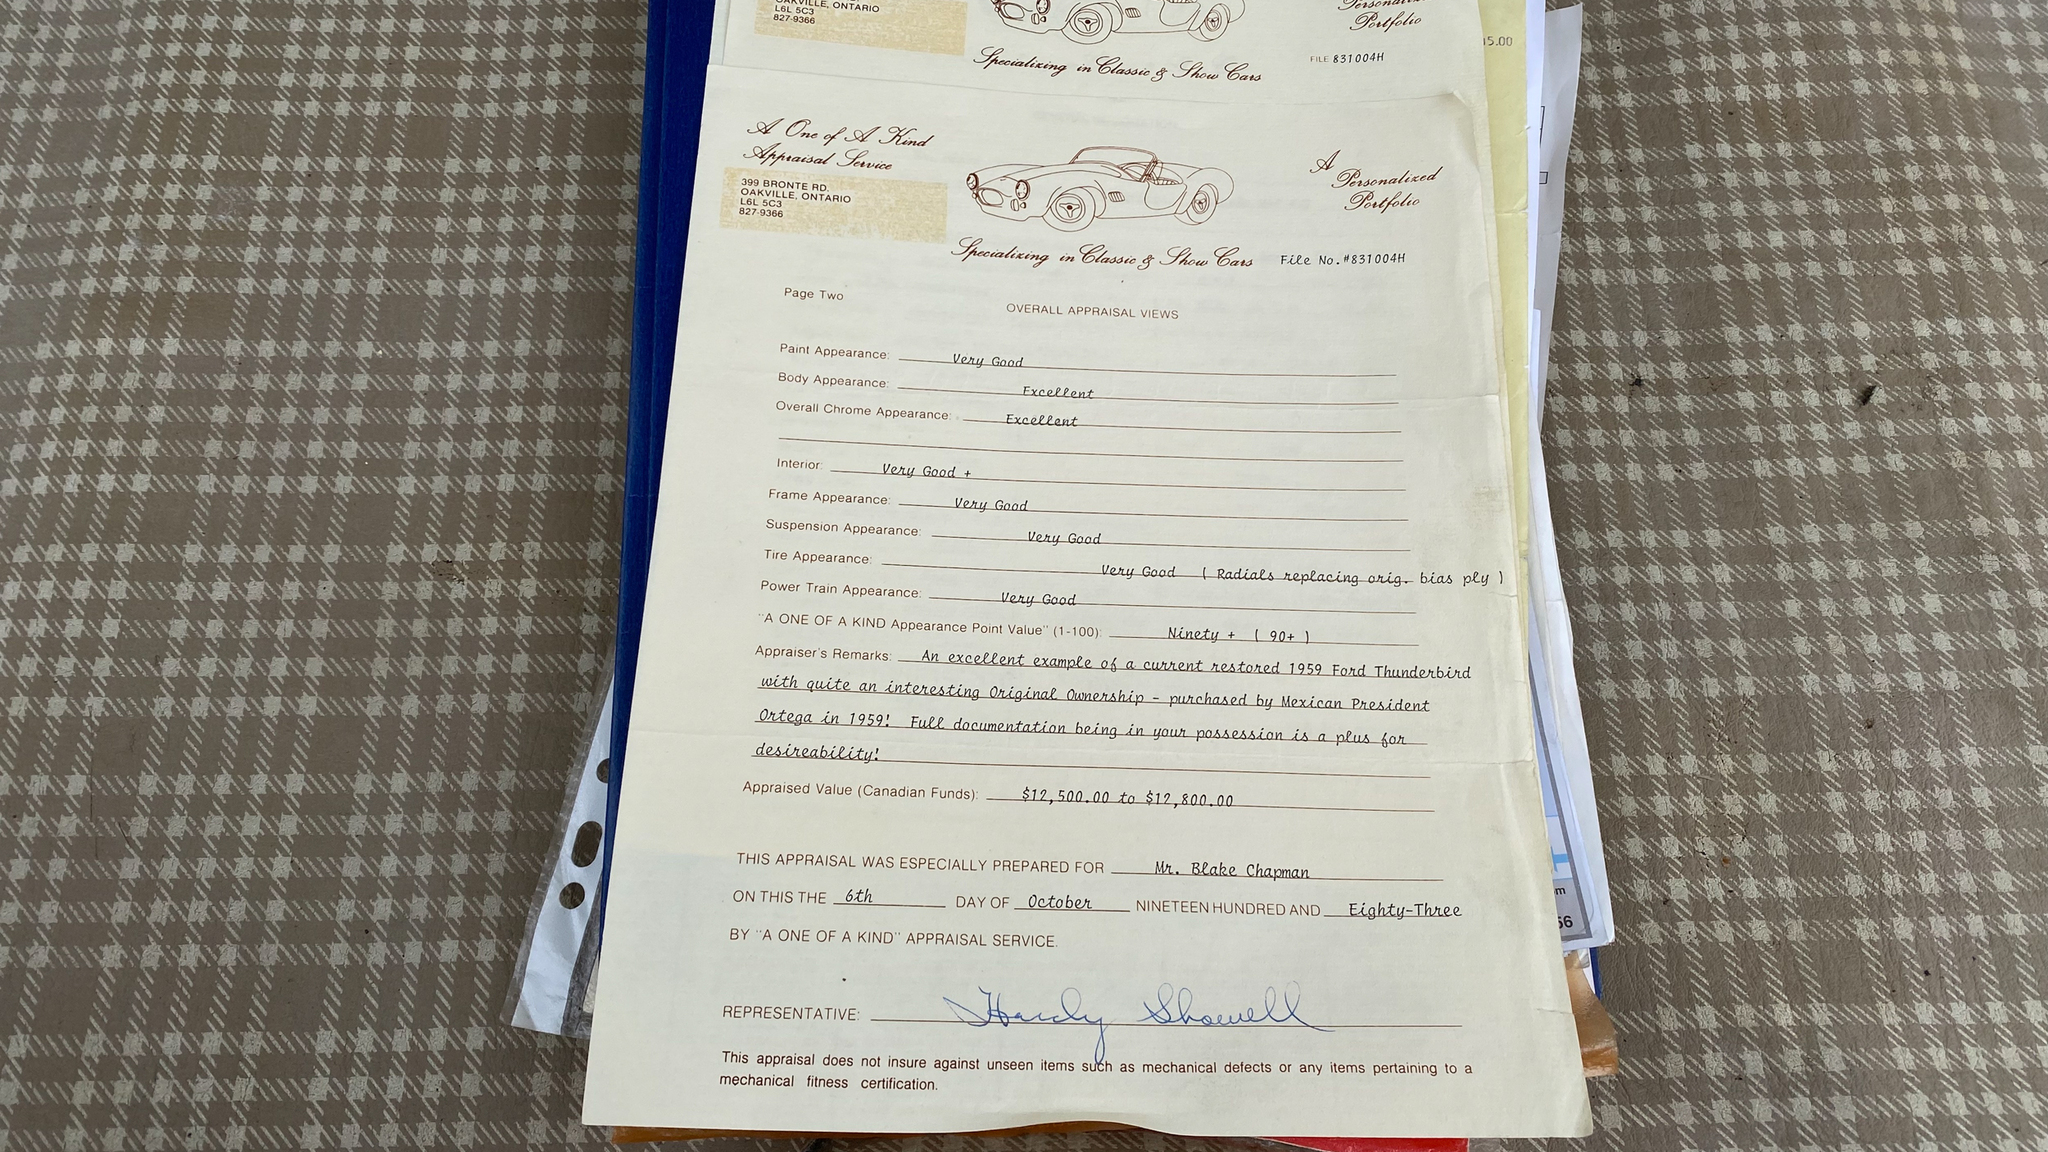 OAKVILLE, ONTARIO
L6L 5C3
827-9366
Personalized
Portfolio
Specializing in Classic & Show Cars
FILE 831004H
A One of A Kind
Appraisal Service
399 BRONTE RD.
OAKVILLE, ONTARIO
L6L 5C3
827-9366
A
Personalized
Portfolio
Specializing in Classic & Show Cars
File No.#831004H
Page Two
OVERALL APPRAISAL VIEWS
Paint Appearance: Very Good
Body Appearance: Excellent
Overall Chrome Appearance: Excellent
Interior: Very Good +
Frame Appearance: Very Good
Suspension Appearance: Very Good
Tire Appearance: Very Good ( Radials replacing orig. bias ply )
Power Train Appearance: Very Good
"A ONE OF A KIND Appearance Point Value" (1-100): Ninety + ( 90+ )
Appraiser's Remarks: An excellent example of a current restored 1959 Ford Thunderbird
with quite an interesting Original Ownership - purchased by Mexican President
Ortega in 1959! Full documentation being in your possession is a plus for
desireability!
Appraised Value (Canadian Funds): $12,500.00 to $12,800.00
THIS APPRAISAL WAS ESPECIALLY PREPARED FOR Mr. Blake Chapman
ON THIS THE 6th DAY OF October NINETEEN HUNDRED AND Eighty-Three
BY "A ONE OF A KIND" APPRAISAL SERVICE.
REPRESENTATIVE: Hardy Showell
This appraisal does not insure against unseen items such as mechanical defects or any items pertaining to a
mechanical fitness certification.